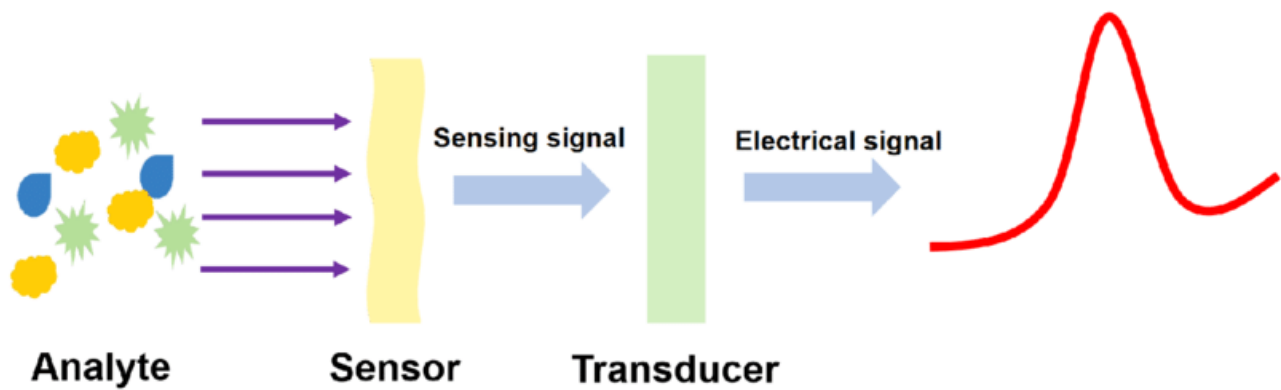 Sensing signal
Electrical signal
Analyte
Sensor
Transducer